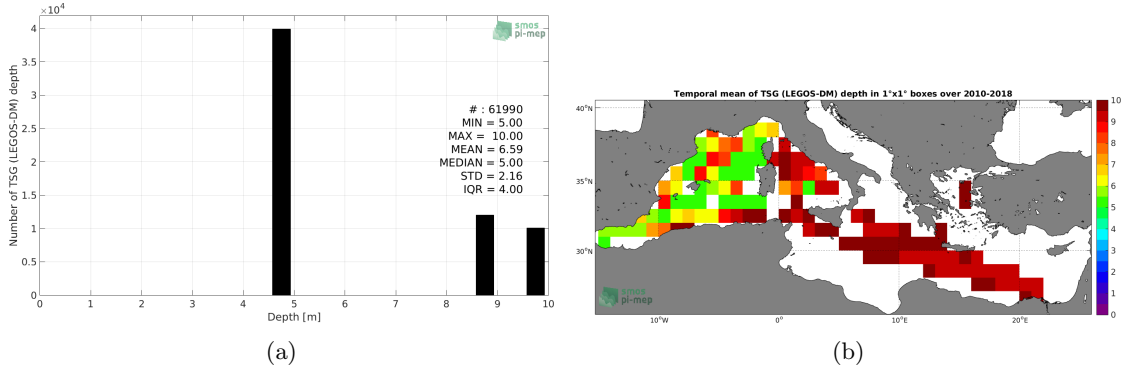 ×10⁴
smos
pi-mep
4
3.5
3
2.5
2
1.5
1
0.5
0
Number of TSG (LEGOS-DM) depth
# : 61990
MIN = 5.00
MAX = 10.00
MEAN = 6.59
MEDIAN = 5.00
STD = 2.16
IQR = 4.00
0 1 2 3 4 5 6 7 8 9 10
Depth [m]
(a)
Temporal mean of TSG (LEGOS-DM) depth in 1°x1° boxes over 2010-2018
40°N
35°N
30°N
10°W 0° 10°E 20°E
10
9
8
7
6
5
4
3
2
1
0
smos
pi-mep
(b)